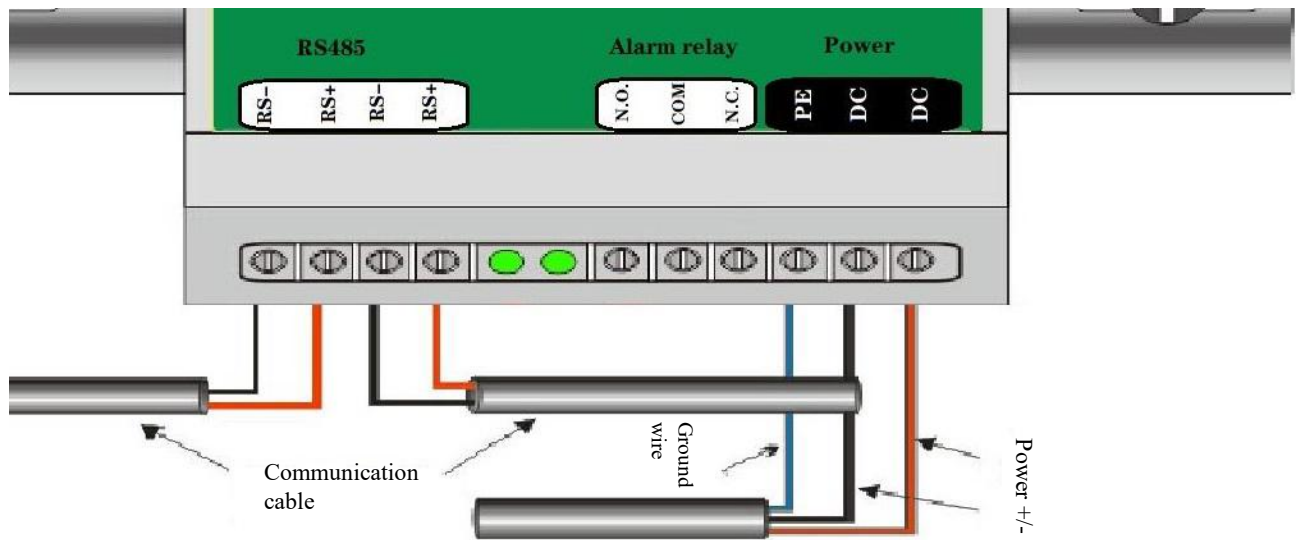 RS485
Alarm relay
Power
RS−
RS+
RS−
RS+
N.O.
COM
N.C.
PE
DC
DC
Communication
cable
Ground
wire
Power +/-